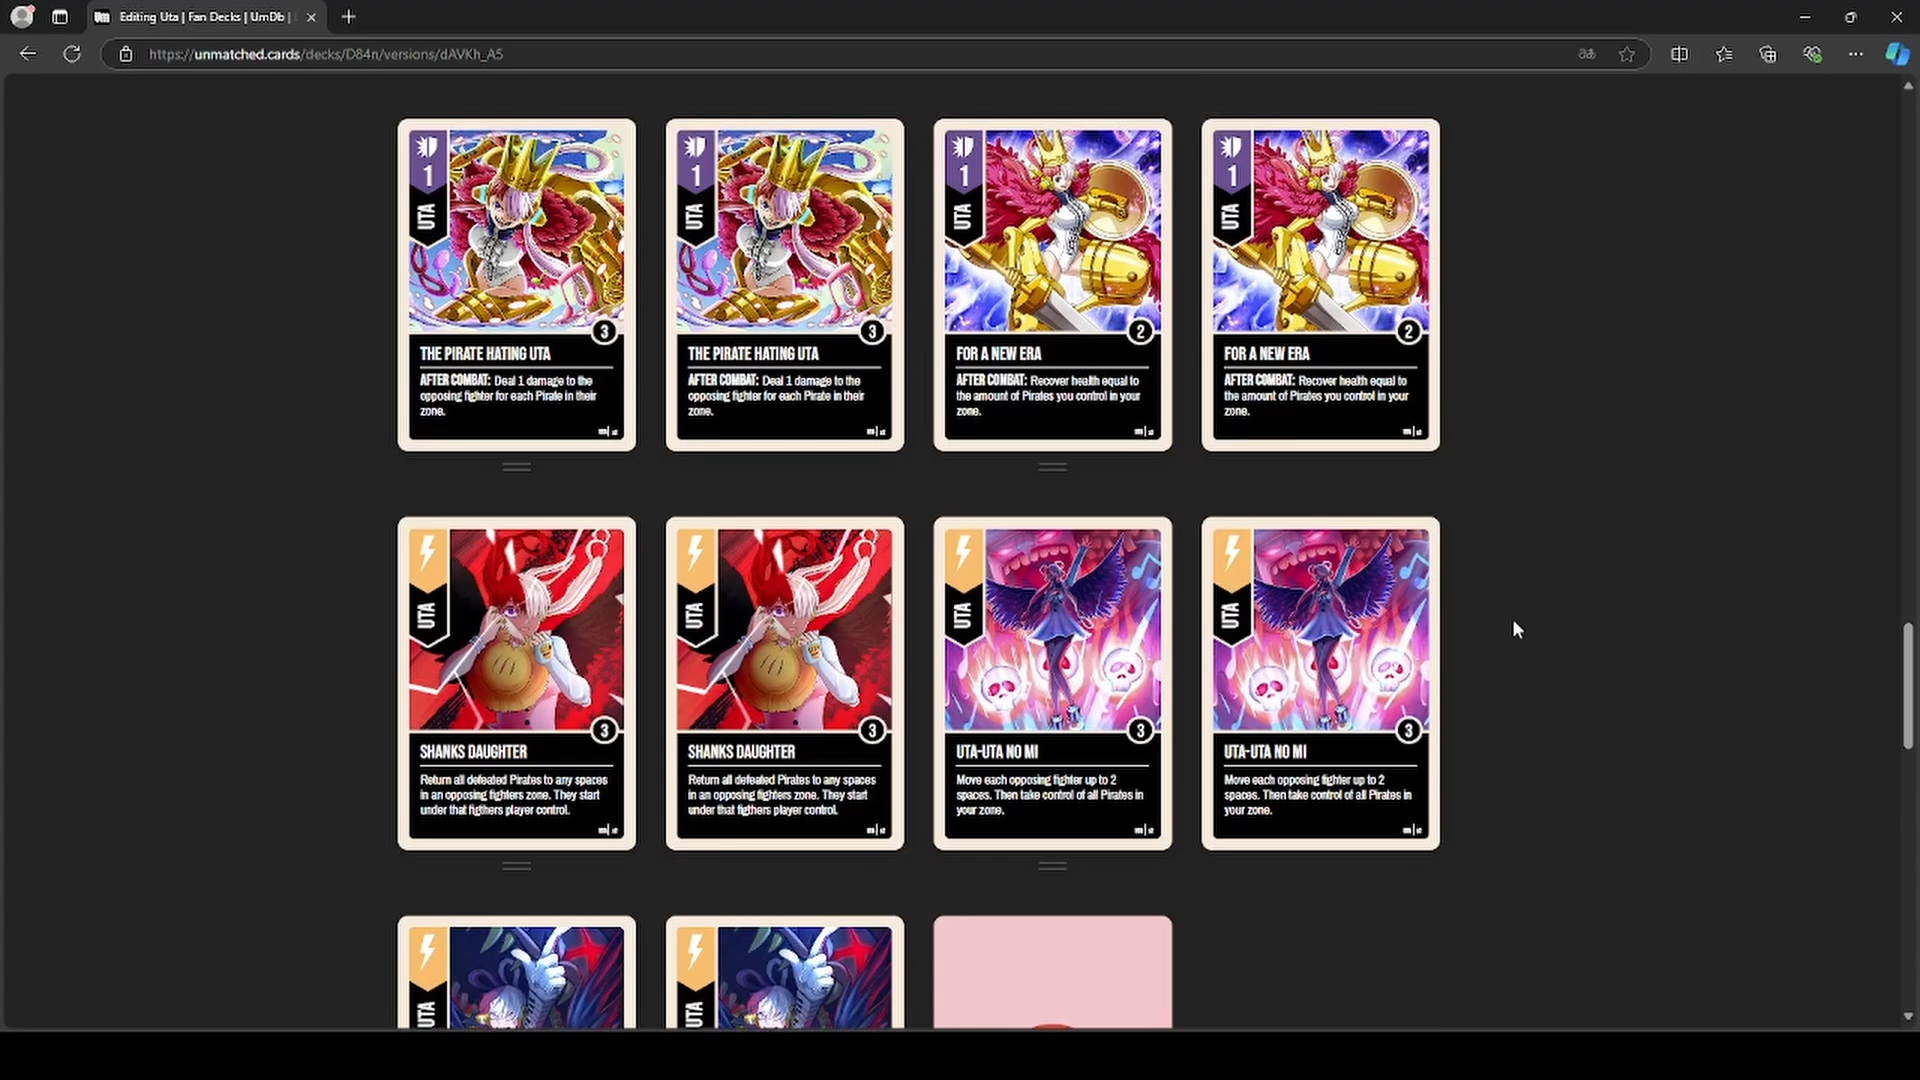 Editing Uta | Fan Decks | UmDb |
https://unmatched.cards/decks/D84n/versions/dAVKh_A5
1
UTA
3
THE PIRATE HATING UTA
AFTER COMBAT: Deal 1 damage to the
opposing fighter for each Pirate in their
zone.
1
UTA
3
THE PIRATE HATING UTA
AFTER COMBAT: Deal 1 damage to the
opposing fighter for each Pirate in their
zone.
1
UTA
2
FOR A NEW ERA
AFTER COMBAT: Recover health equal to
the amount of Pirates you control in your
zone.
1
UTA
2
FOR A NEW ERA
AFTER COMBAT: Recover health equal to
the amount of Pirates you control in your
zone.
UTA
3
SHANKS DAUGHTER
Return all defeated Pirates to any spaces
in an opposing fighters zone. They start
under that figthers player control.
UTA
3
SHANKS DAUGHTER
Return all defeated Pirates to any spaces
in an opposing fighters zone. They start
under that figthers player control.
UTA
3
UTA-UTA NO MI
Move each opposing fighter up to 2
spaces. Then take control of all Pirates in
your zone.
UTA
3
UTA-UTA NO MI
Move each opposing fighter up to 2
spaces. Then take control of all Pirates in
your zone.
UTA
UTA